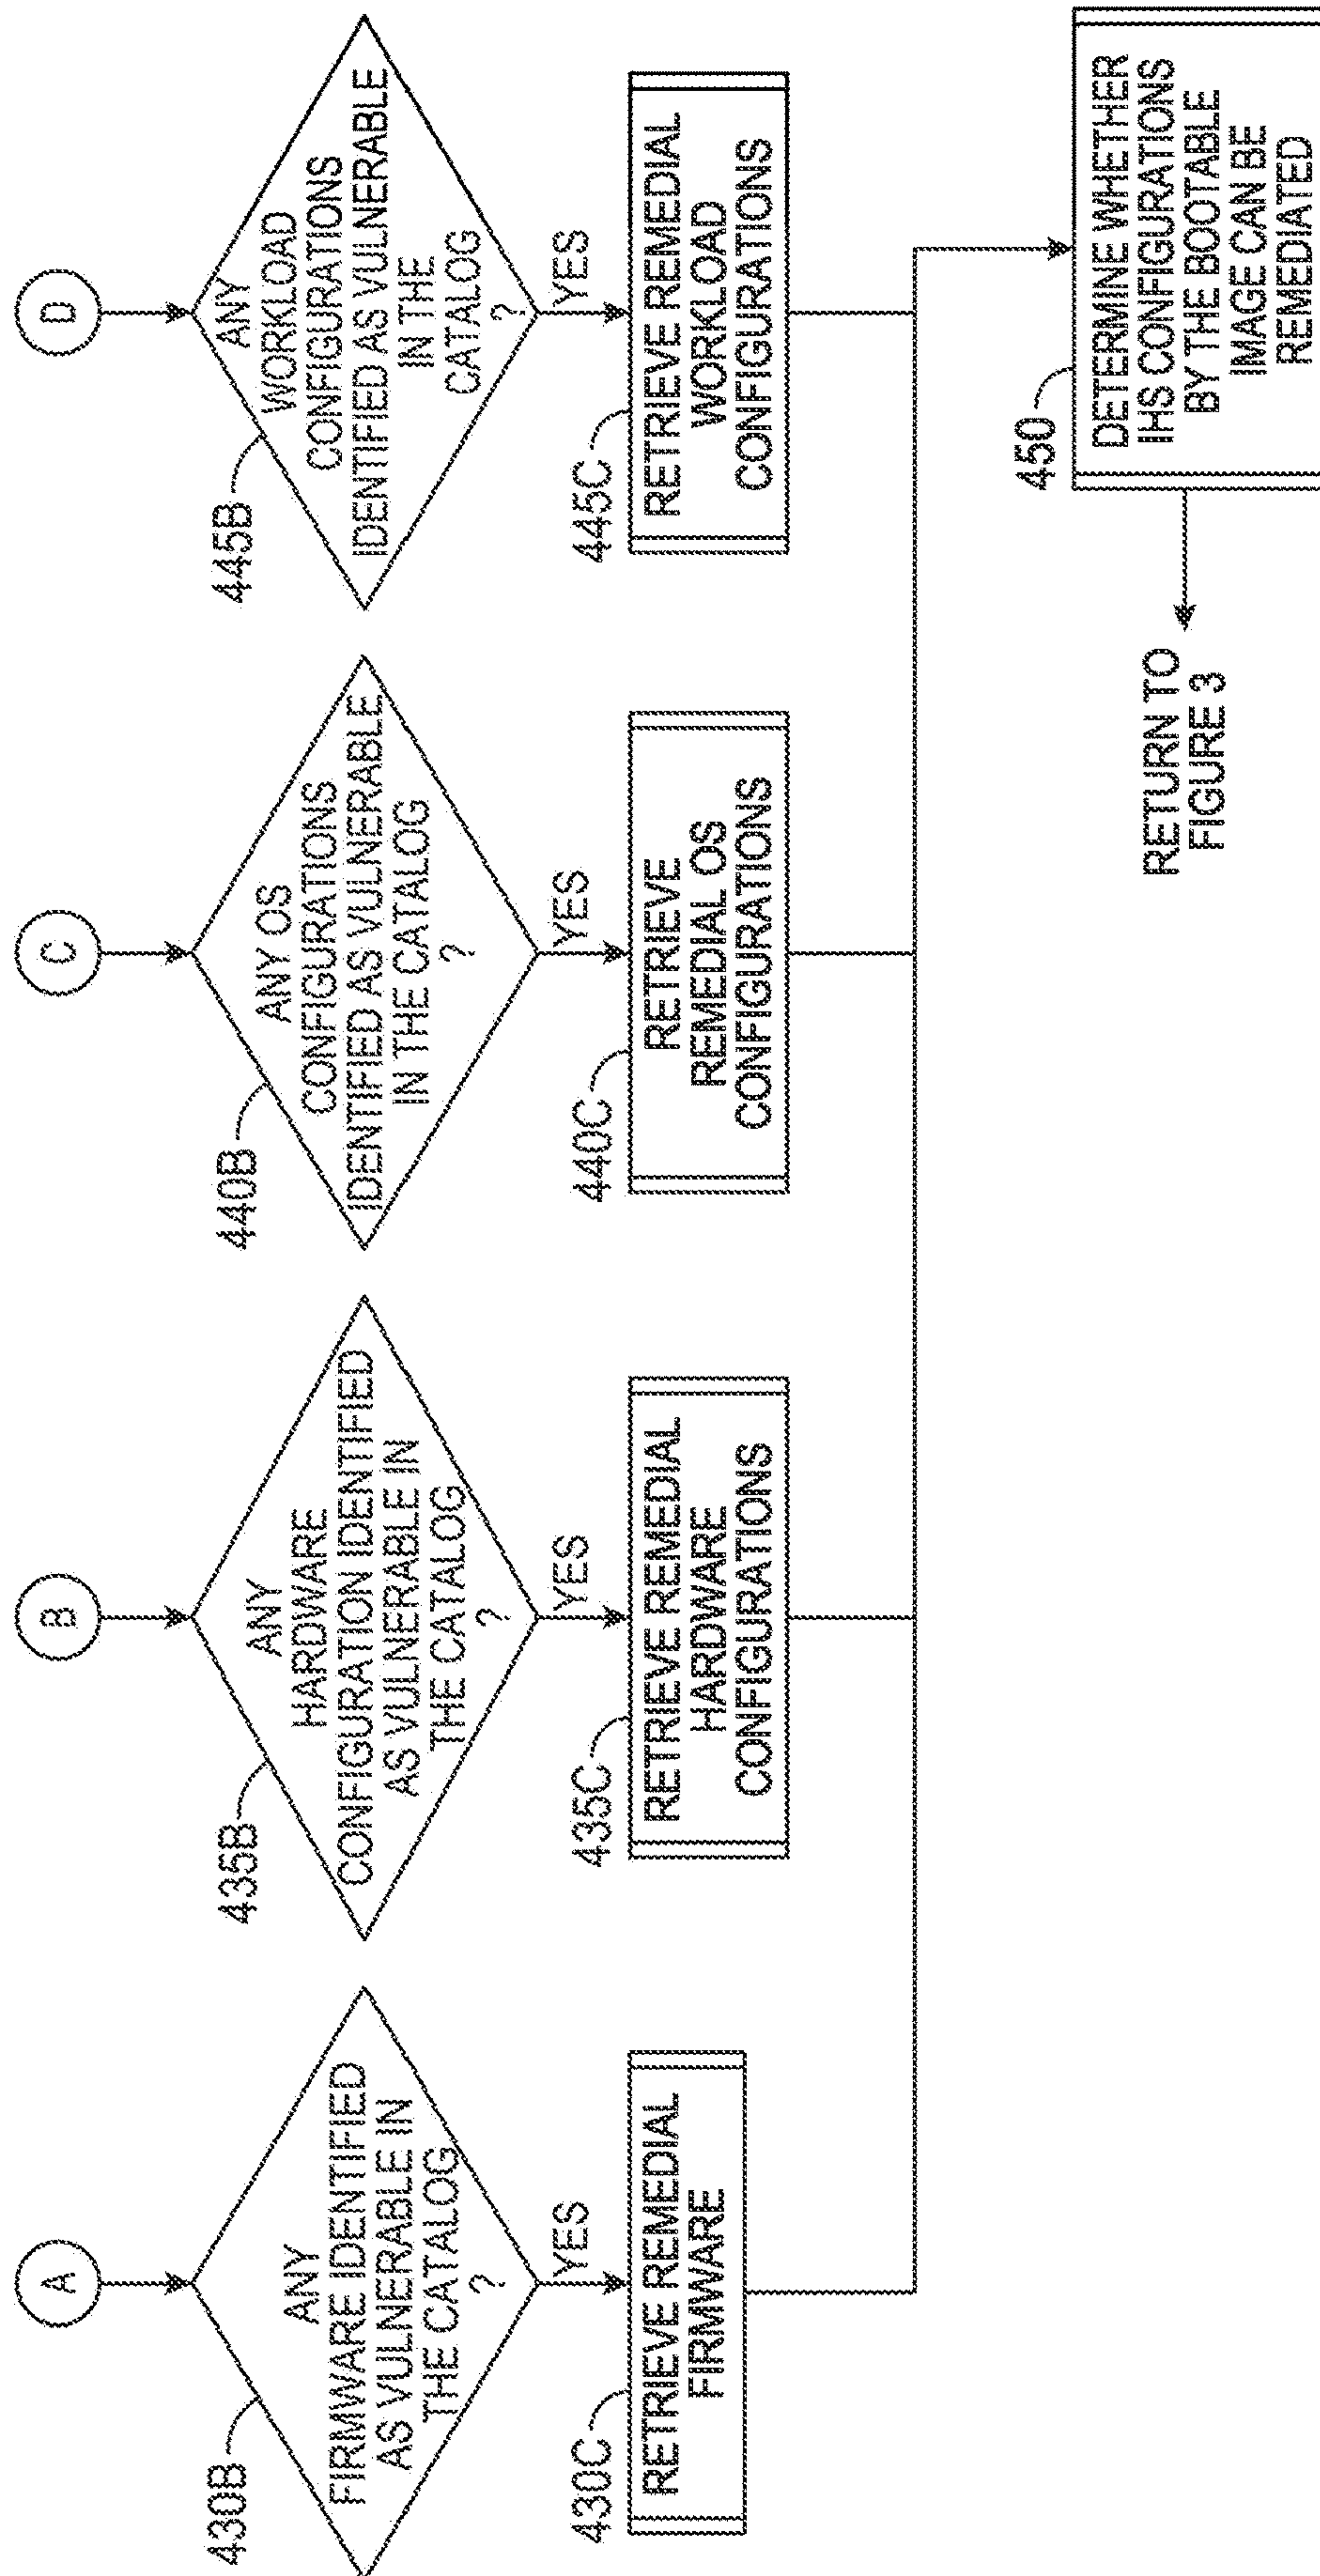 A
430B
ANY
FIRMWARE IDENTIFIED
AS VULNERABLE IN
THE CATALOG
?
YES
430C
RETRIEVE REMEDIAL
FIRMWARE
B
435B
ANY
HARDWARE
CONFIGURATION IDENTIFIED
AS VULNERABLE IN
THE CATALOG
?
YES
435C
RETRIEVE REMEDIAL
HARDWARE
CONFIGURATIONS
C
440B
ANY OS
CONFIGURATIONS
IDENTIFIED AS VULNERABLE
IN THE CATALOG
?
YES
440C
RETRIEVE
REMEDIAL OS
CONFIGURATIONS
D
445B
ANY
WORKLOAD
CONFIGURATIONS
IDENTIFIED AS VULNERABLE
IN THE
CATALOG
?
YES
445C
RETRIEVE REMEDIAL
WORKLOAD
CONFIGURATIONS
450
DETERMINE WHETHER
IHS CONFIGURATIONS
BY THE BOOTABLE
IMAGE CAN BE
REMEDIATED
RETURN TO
FIGURE 3